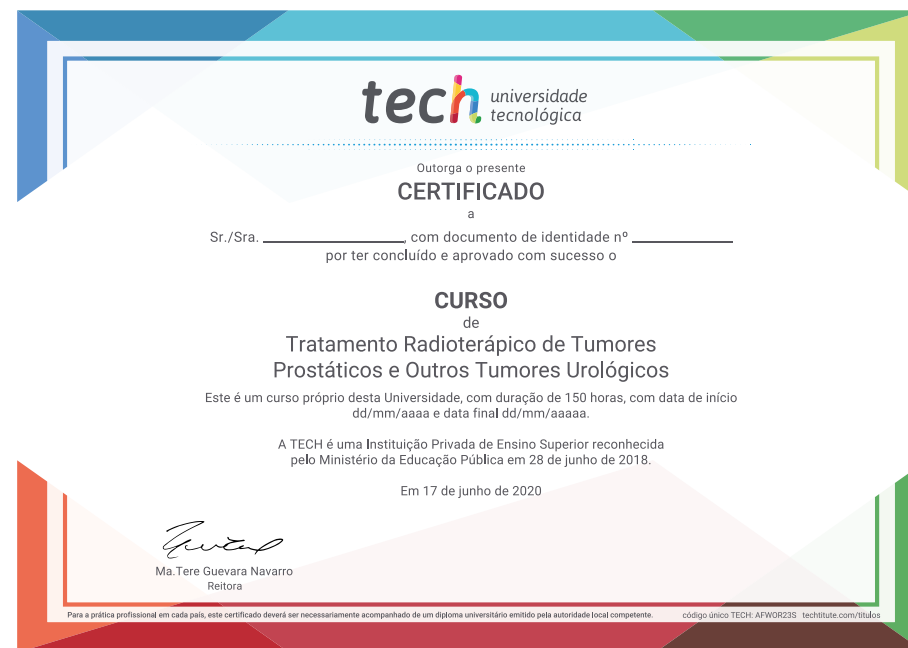 tech universidade
tecnológica
Outorga o presente
CERTIFICADO
a
Sr./Sra. ____________, com documento de identidade nº ____________
por ter concluído e aprovado com sucesso o
CURSO
de
Tratamento Radioterápico de Tumores
Prostáticos e Outros Tumores Urológicos
Este é um curso próprio desta Universidade, com duração de 150 horas, com data de início
dd/mm/aaaa e data final dd/mm/aaaaa.
A TECH é uma Instituição Privada de Ensino Superior reconhecida
pelo Ministério da Educação Pública em 28 de junho de 2018.
Em 17 de junho de 2020
Ma.Tere Guevara Navarro
Reitora
Para a prática profissional em cada país, este certificado deverá ser necessariamente acompanhado de um diploma universitário emitido pela autoridade local competente. código único TECH: AFWOR23S techtitute.com/titulos